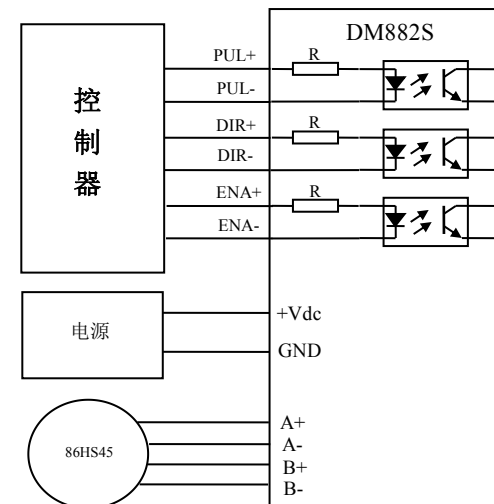 DM882S
PUL+
R
PUL-
控制器
DIR+
R
DIR-
ENA+
R
ENA-
电源
+Vdc
GND
86HS45
A+
A-
B+
B-